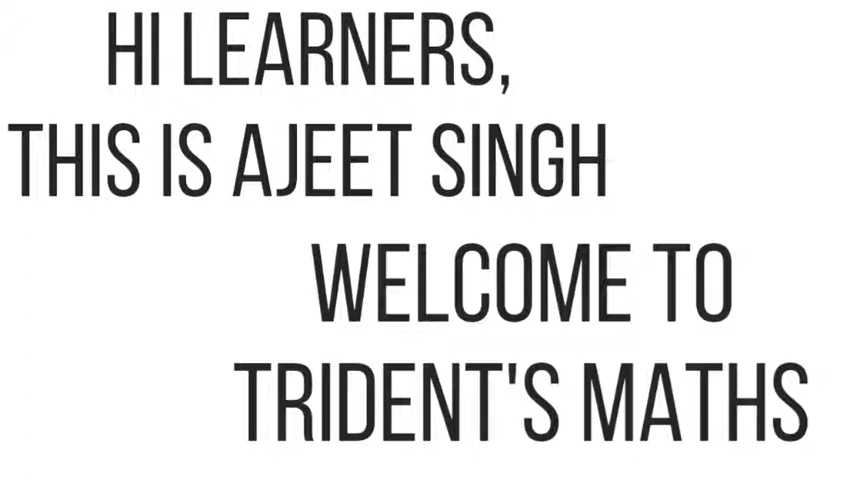 HI LEARNERS,
THIS IS AJEET SINGH
WELCOME TO
TRIDENT'S MATHS